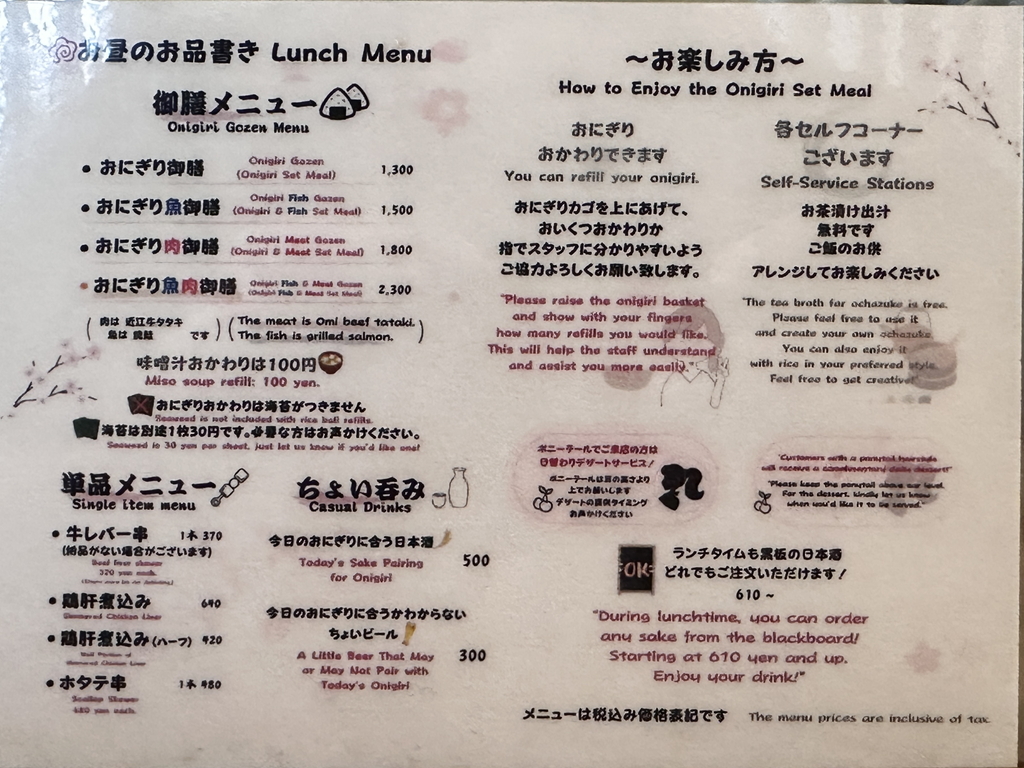 お昼のお品書き Lunch Menu
御膳メニュー
Onigiri Gozen Menu
• おにぎり御膳 Onigiri Gozen (Onigiri Set Meal) 1,300
• おにぎり魚御膳 Onigiri Fish Gozen (Onigiri & Fish Set Meal) 1,500
• おにぎり肉御膳 Onigiri Meat Gozen (Onigiri & Meat Set Meal) 1,800
• おにぎり魚肉御膳 Onigiri Fish & Meat Gozen (Onigiri Fish & Meat Set Meal) 2,300
(肉は 近江牛タタキ
魚は 焼鮭 です)
(The meat is Omi beef tataki.
The fish is grilled salmon.)
味噌汁おかわりは100円
Miso soup refill: 100 yen.
おにぎりおかわりは海苔がつきません
Seaweed is not included with rice ball refills.
海苔は別途1枚30円です。必要な方はお声かけください。
Seaweed is 30 yen per sheet, just let us know if you'd like one!
単品メニュー
Single item menu
• 牛レバー串 1本 370
(納品がない場合がございます)
Beef liver skewer
370 yen each.
• 鶏肝煮込み 640
Simmered Chicken Liver
• 鶏肝煮込み(ハーフ) 420
Half Portion of
Simmered Chicken Liver
• ホタテ串 1本 480
Scallop Skewer
480 yen each.
ちょい呑み
Casual Drinks
今日のおにぎりに合う日本酒
Today's Sake Pairing
for Onigiri
500
今日のおにぎりに合うかわからない
ちょいビール
A Little Beer That May
or May Not Pair with
Today's Onigiri
300
～お楽しみ方～
How to Enjoy the Onigiri Set Meal
おにぎり
おかわりできます
You can refill your onigiri.
おにぎりカゴを上にあげて、
おいくつおかわりか
指でスタッフに分かりやすいよう
ご協力よろしくお願い致します。
"Please raise the onigiri basket
and show with your fingers
how many refills you would like.
This will help the staff understand
and assist you more easily."
各セルフコーナー
ございます
Self-Service Stations
お茶漬け出汁
無料です
ご飯のお供
アレンジしてお楽しみください
"The tea broth for ochazuke is free.
Please feel free to use it
and create your own ochazuke.
You can also enjoy it
with rice in your preferred style.
Feel free to get creative!"
ポニーテールでご来店の方は
日替わりデザートサービス!
ポニーテールは耳の高さより
上でお願いします
デザートの提供タイミング
お声かけください
"Customers with a ponytail hairstyle
will receive a complimentary daily dessert!"
"Please keep the ponytail above ear level.
For the dessert, kindly let us know
when you'd like it to be served."
OK
ランチタイムも黒板の日本酒
どれでもご注文いただけます!
610～
"During lunchtime, you can order
any sake from the blackboard!
Starting at 610 yen and up.
Enjoy your drink!"
メニューは税込み価格表記です The menu prices are inclusive of tax.